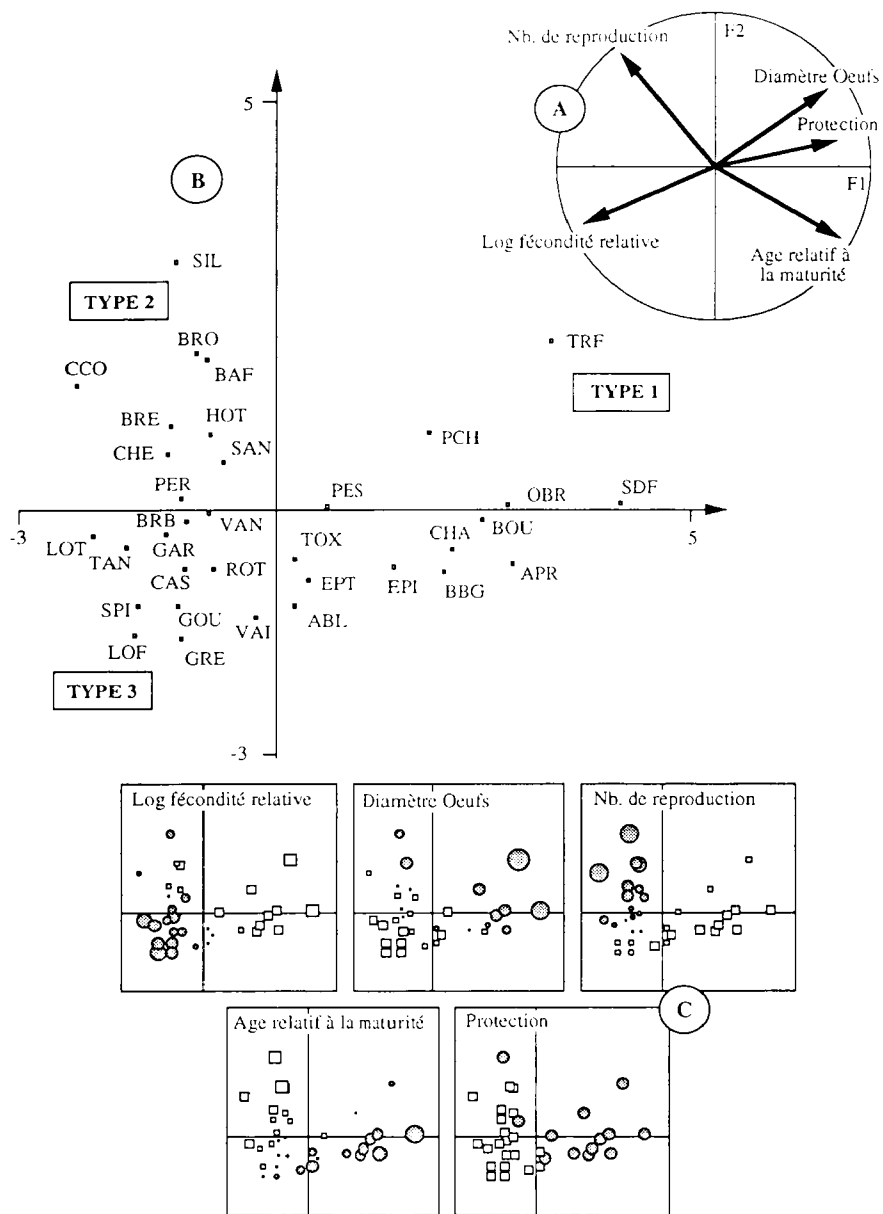 Nb. de reproduction
F2
Diamètre Oeufs
A
Protection
F1
Log fécondité relative
Age relatif à
la maturité
5
B
SIL
TYPE 2
BRO
BAF
TRF
CCO
TYPE 1
BRE
HOT
PCH
CHE
SAN
PER
PES
OBR
SDF
-3
BRB
VAN
BOU
5
LOT
GAR
TOX
CHA
TAN
CAS
ROT
EPT
EPI
BBG
APR
SPI
GOU
VAI
ABL
LOF
GRE
TYPE 3
-3
Log fécondité relative
Diamètre Oeufs
Nb. de reproduction
Age relatif à la maturité
Protection
C